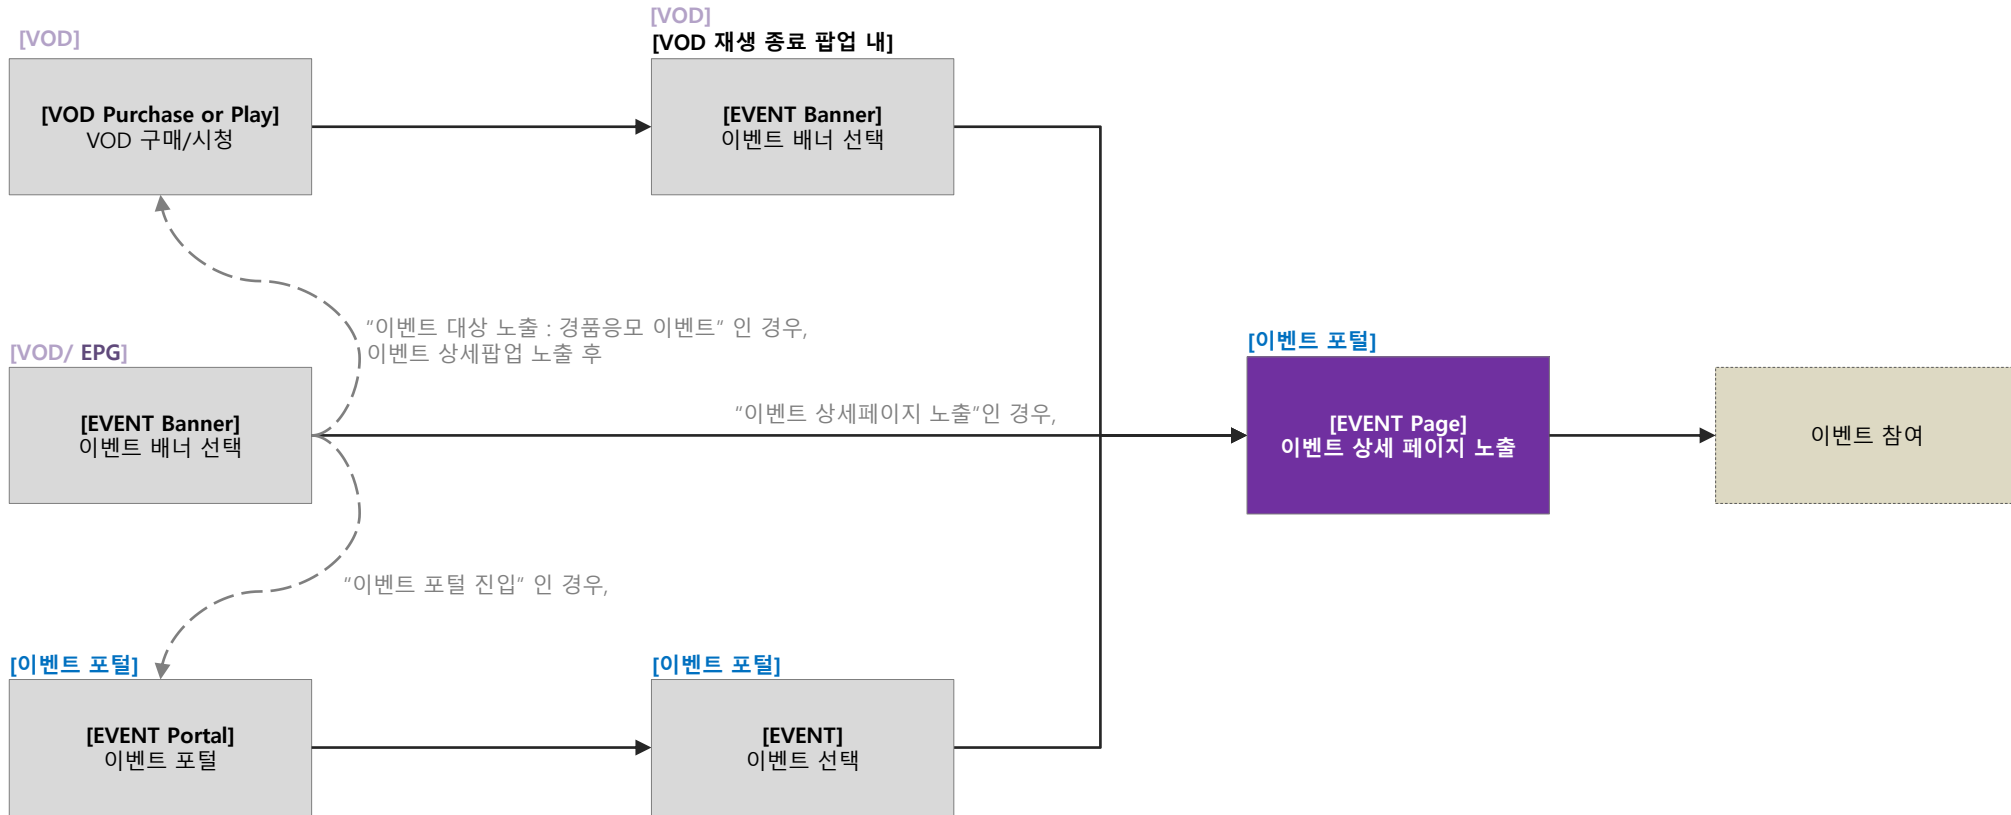 [VOD]
[VOD Purchase or Play]
VOD 구매/시청
[VOD]
[VOD 재생 종료 팝업 내]
[EVENT Banner]
이벤트 배너 선택
“이벤트 대상 노출 : 경품응모 이벤트” 인 경우,
이벤트 상세팝업 노출 후
[VOD/ EPG]
[EVENT Banner]
이벤트 배너 선택
“이벤트 상세페이지 노출“인 경우,
[이벤트 포털]
[EVENT Page]
이벤트 상세 페이지 노출
이벤트 참여
“이벤트 포털 진입” 인 경우,
[이벤트 포털]
[EVENT Portal]
이벤트 포털
[이벤트 포털]
[EVENT]
이벤트 선택